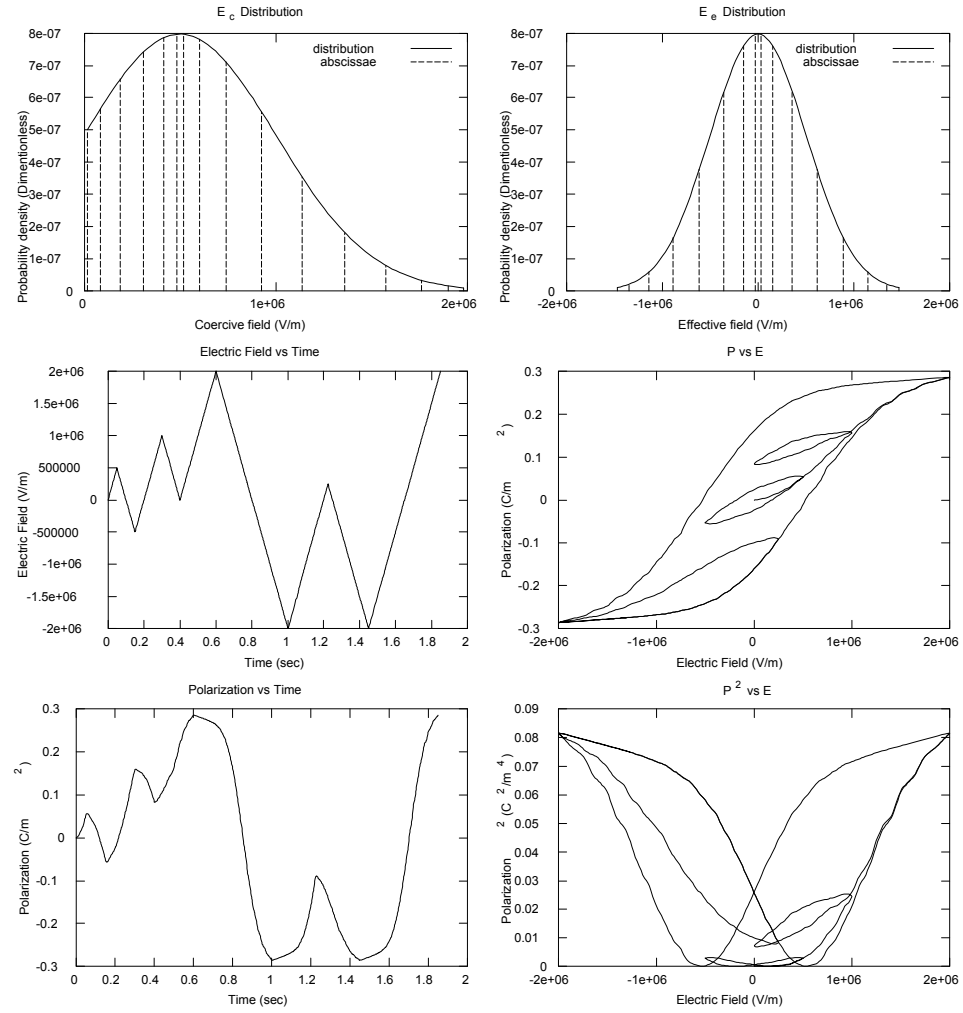 E c Distribution
Probability density (Dimentionless)
8e-07
7e-07
6e-07
5e-07
4e-07
3e-07
2e-07
1e-07
0
distribution
abscissae
0 1e+06 2e+06
Coercive field (V/m)
E e Distribution
Probability density (Dimentionless)
8e-07
7e-07
6e-07
5e-07
4e-07
3e-07
2e-07
1e-07
0
distribution
abscissae
-2e+06 -1e+06 0 1e+06 2e+06
Effective field (V/m)
Electric Field vs Time
Electric Field (V/m)
2e+06
1.5e+06
1e+06
500000
0
-500000
-1e+06
-1.5e+06
-2e+06
0 0.2 0.4 0.6 0.8 1 1.2 1.4 1.6 1.8 2
Time (sec)
P vs E
Polarization (C/m 2 )
0.3
0.2
0.1
0
-0.1
-0.2
-0.3
-2e+06 -1e+06 0 1e+06 2e+06
Electric Field (V/m)
Polarization vs Time
Polarization (C/m 2 )
0.3
0.2
0.1
0
-0.1
-0.2
-0.3
0 0.2 0.4 0.6 0.8 1 1.2 1.4 1.6 1.8 2
Time (sec)
P 2 vs E
Polarization 2 (C 2 /m 4 )
0.09
0.08
0.07
0.06
0.05
0.04
0.03
0.02
0.01
0
-2e+06 -1e+06 0 1e+06 2e+06
Electric Field (V/m)